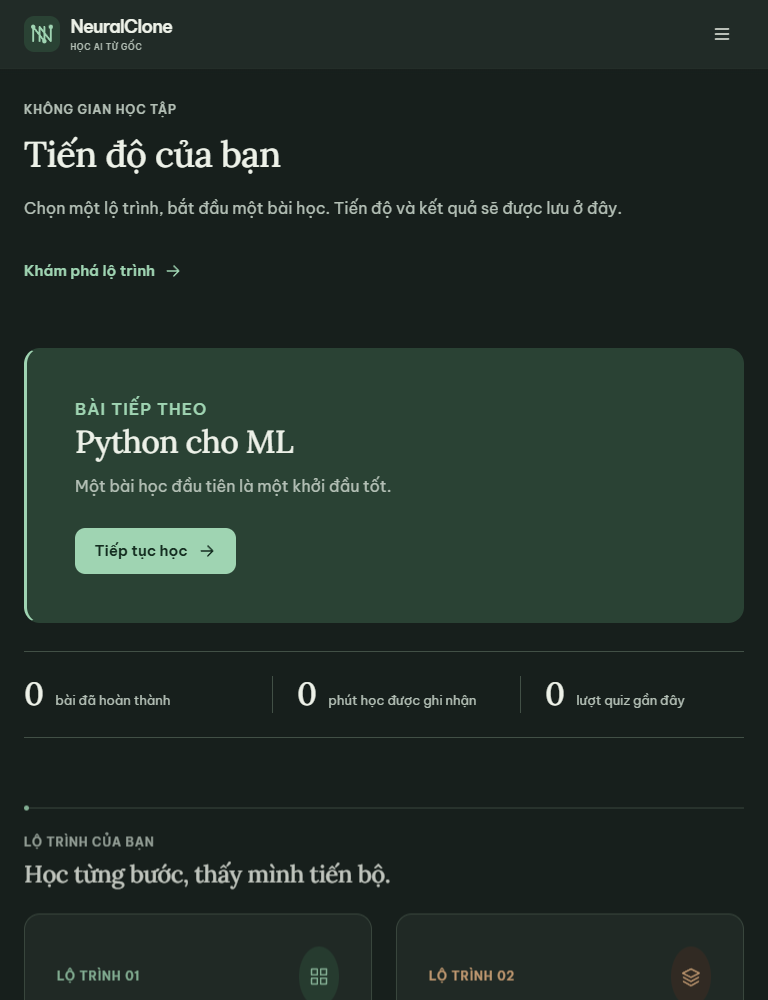 NeuralClone
HỌC AI TỪ GỐC
KHÔNG GIAN HỌC TẬP
Tiến độ của bạn
Chọn một lộ trình, bắt đầu một bài học. Tiến độ và kết quả sẽ được lưu ở đây.
Khám phá lộ trình →
BÀI TIẾP THEO
Python cho ML
Một bài học đầu tiên là một khởi đầu tốt.
Tiếp tục học →
0 bài đã hoàn thành
0 phút học được ghi nhận
0 lượt quiz gần đây
LỘ TRÌNH CỦA BẠN
Học từng bước, thấy mình tiến bộ.
LỘ TRÌNH 01
LỘ TRÌNH 02